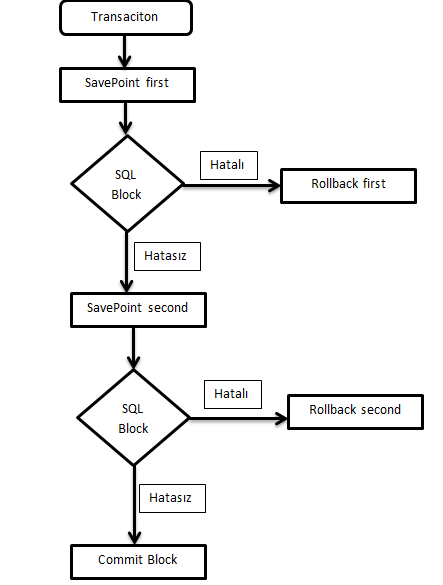 Transaciton
SavePoint first
SQL
Block
Hatalı
Rollback first
Hatasız
SavePoint second
SQL
Block
Hatalı
Rollback second
Hatasız
Commit Block